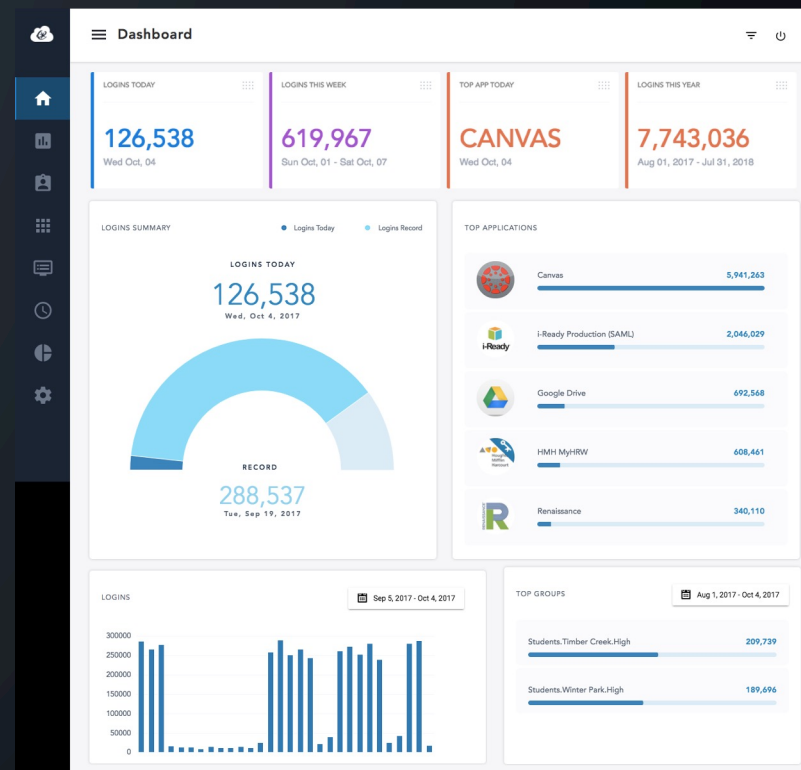 Dashboard
LOGINS TODAY
126,538
Wed Oct, 04
LOGINS THIS WEEK
619,967
Sun Oct, 01 - Sat Oct, 07
TOP APP TODAY
CANVAS
Wed Oct, 04
LOGINS THIS YEAR
7,743,036
Aug 01, 2017 - Jul 31, 2018
LOGINS SUMMARY
Logins Today
Logins Record
LOGINS TODAY
126,538
Wed, Oct 4, 2017
RECORD
288,537
Tue, Sep 19, 2017
TOP APPLICATIONS
Canvas 5,941,263
i-Ready
i-Ready Production (SAML) 2,046,029
Google Drive 692,568
HMH MyHRW 608,461
Renaissance 340,110
LOGINS
Sep 5, 2017 - Oct 4, 2017
300000
250000
200000
150000
100000
50000
0
TOP GROUPS
Aug 1, 2017 - Oct 4, 2017
Students.Timber Creek.High 209,739
Students.Winter Park.High 189,696